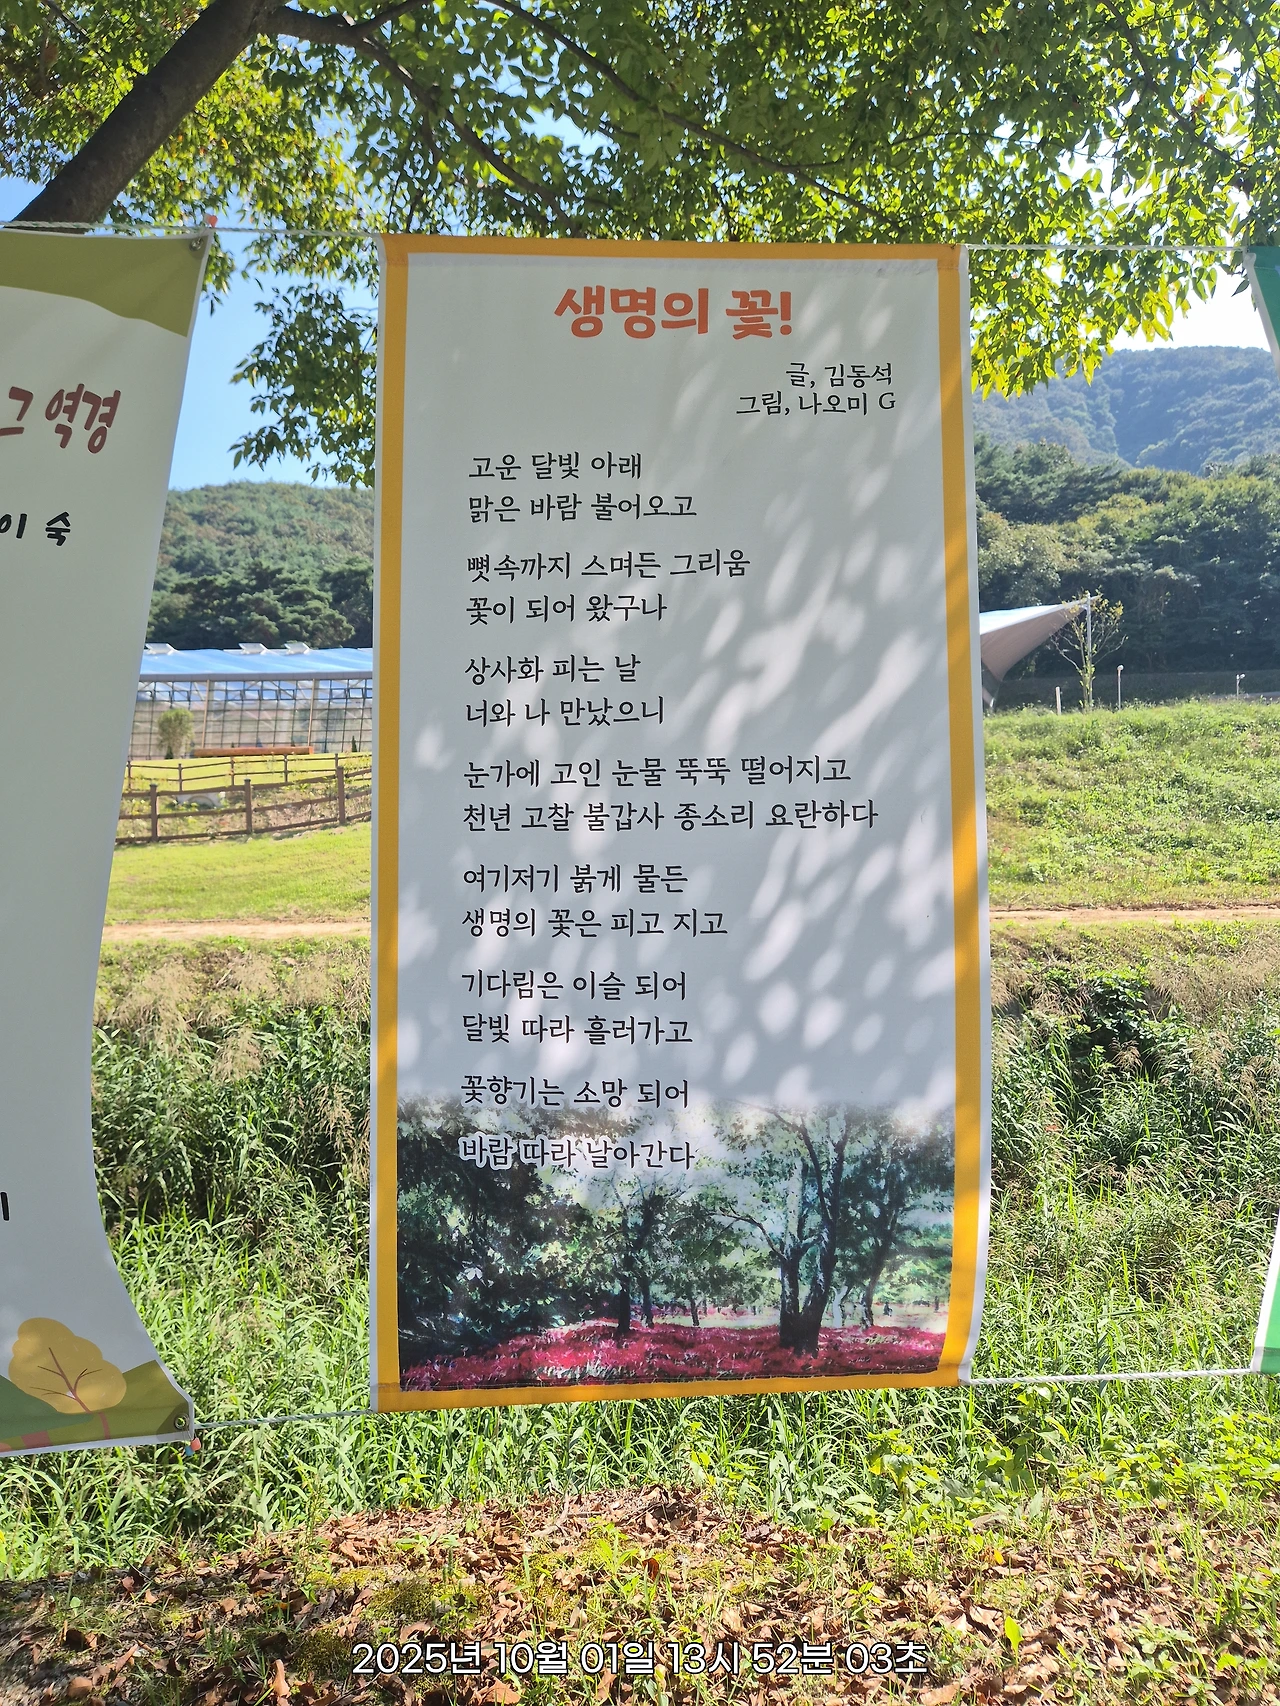 그 역경
이 숙
생명의 꽃!
글, 김동석
그림, 나오미 G
고운 달빛 아래
맑은 바람 불어오고
뼛속까지 스며든 그리움
꽃이 되어 왔구나
상사화 피는 날
너와 나 만났으니
눈가에 고인 눈물 뚝뚝 떨어지고
천년 고찰 불갑사 종소리 요란하다
여기저기 붉게 물든
생명의 꽃은 피고 지고
기다림은 이슬 되어
달빛 따라 흘러가고
꽃향기는 소망 되어
바람 따라 날아간다
2025년 10월 01일 13시 52분 03초